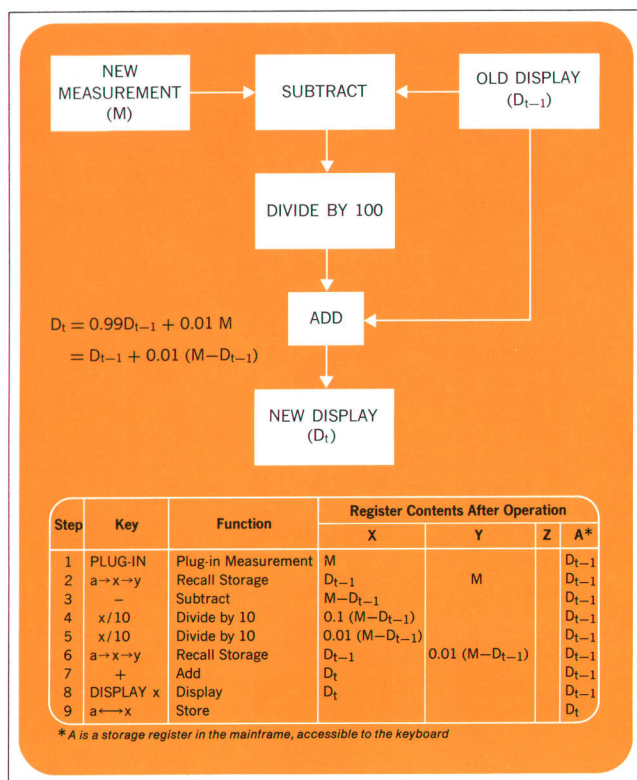 NEW
MEASUREMENT
(M)
SUBTRACT
OLD DISPLAY
(Dt−1)
DIVIDE BY 100
ADD
Dt = 0.99Dt−1 + 0.01 M
= Dt−1 + 0.01 (M−Dt−1)
NEW DISPLAY
(Dt)
Step Key Function Register Contents After Operation
X Y Z A*
1 PLUG-IN Plug-in Measurement M Dt−1
2 a→x→y Recall Storage Dt−1 M Dt−1
3 − Subtract M−Dt−1 Dt−1
4 x/10 Divide by 10 0.1 (M−Dt−1) Dt−1
5 x/10 Divide by 10 0.01 (M−Dt−1) Dt−1
6 a→x→y Recall Storage Dt−1 0.01 (M−Dt−1) Dt−1
7 + Add Dt Dt−1
8 DISPLAY x Display Dt Dt−1
9 a⟷x Store Dt
*A is a storage register in the mainframe, accessible to the keyboard